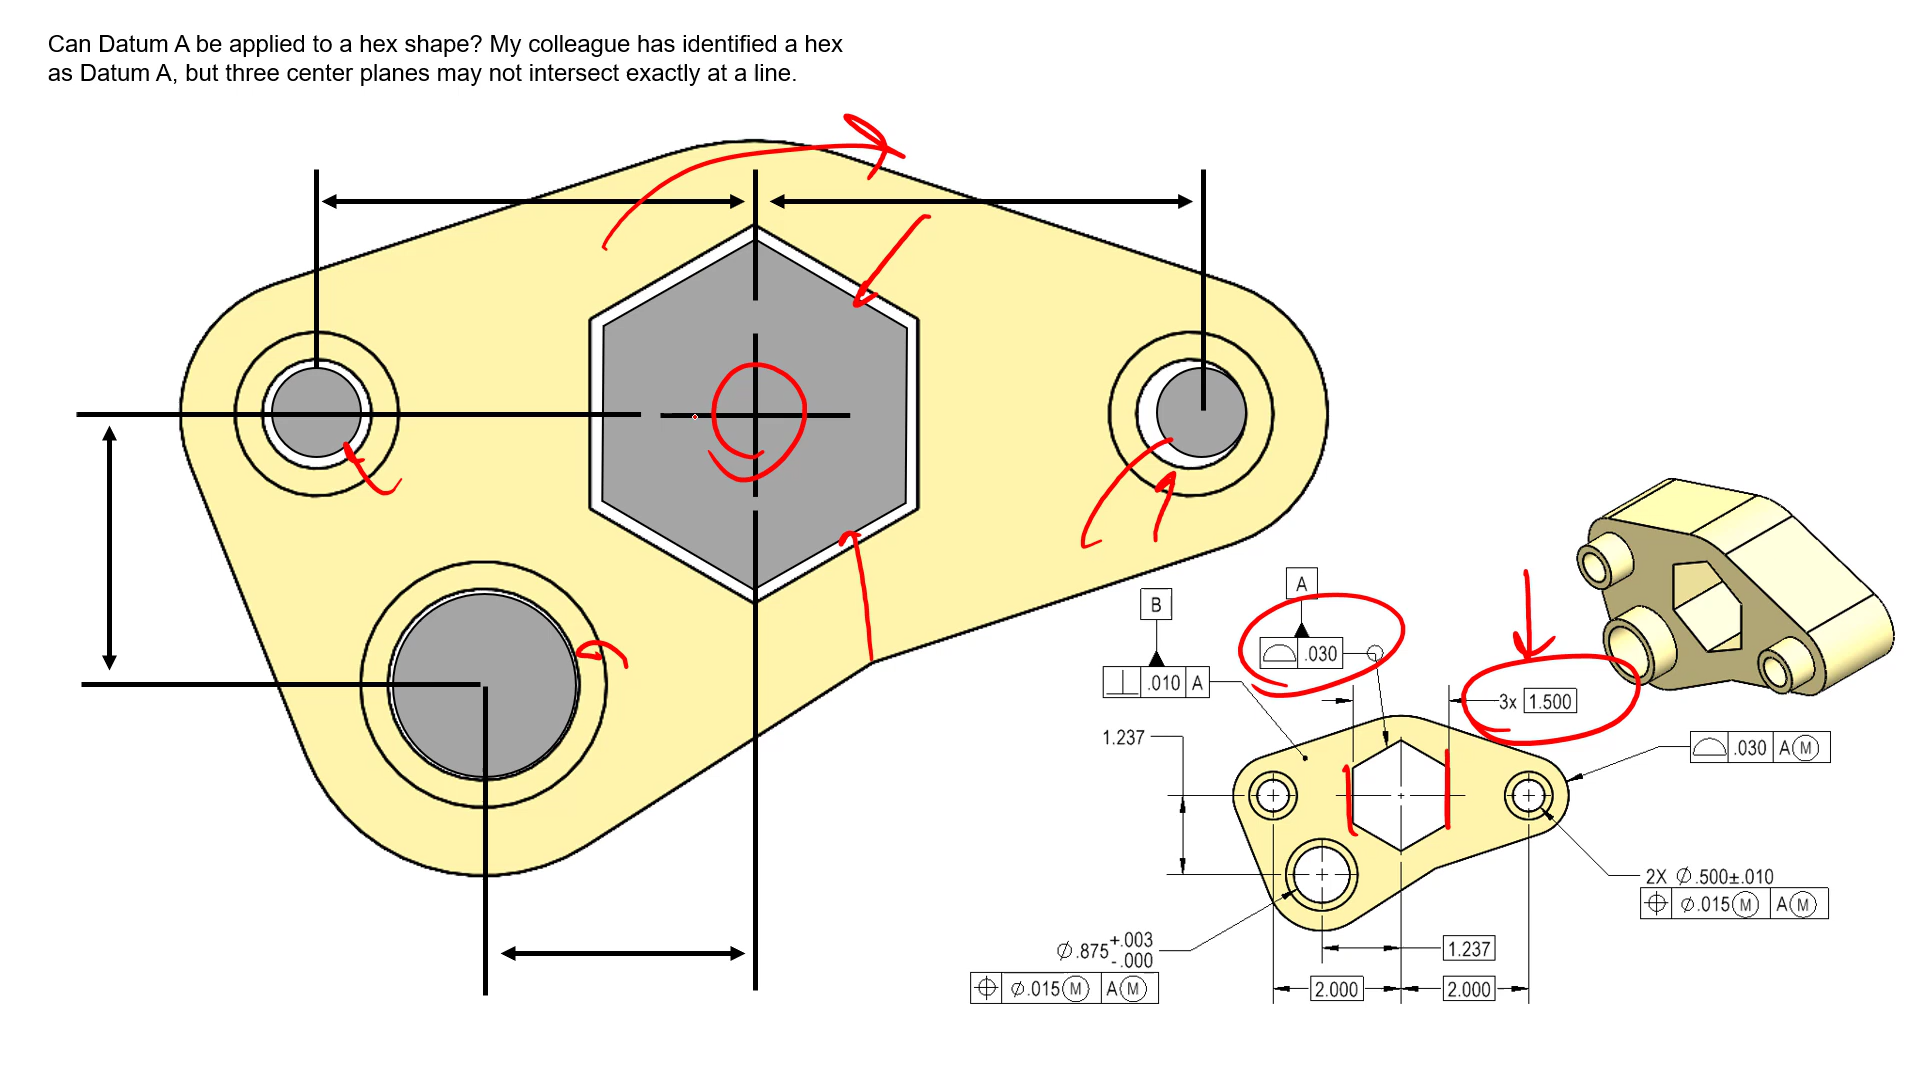 Can Datum A be applied to a hex shape? My colleague has identified a hex
as Datum A, but three center planes may not intersect exactly at a line.
A
B
.030
.010 A
3x 1.500
1.237
.030 A Ⓜ
2X ∅.500±.010
⌖ ∅.015 Ⓜ A Ⓜ
∅.875 +.003
-.000
1.237
⌖ ∅.015 Ⓜ A Ⓜ
2.000 2.000